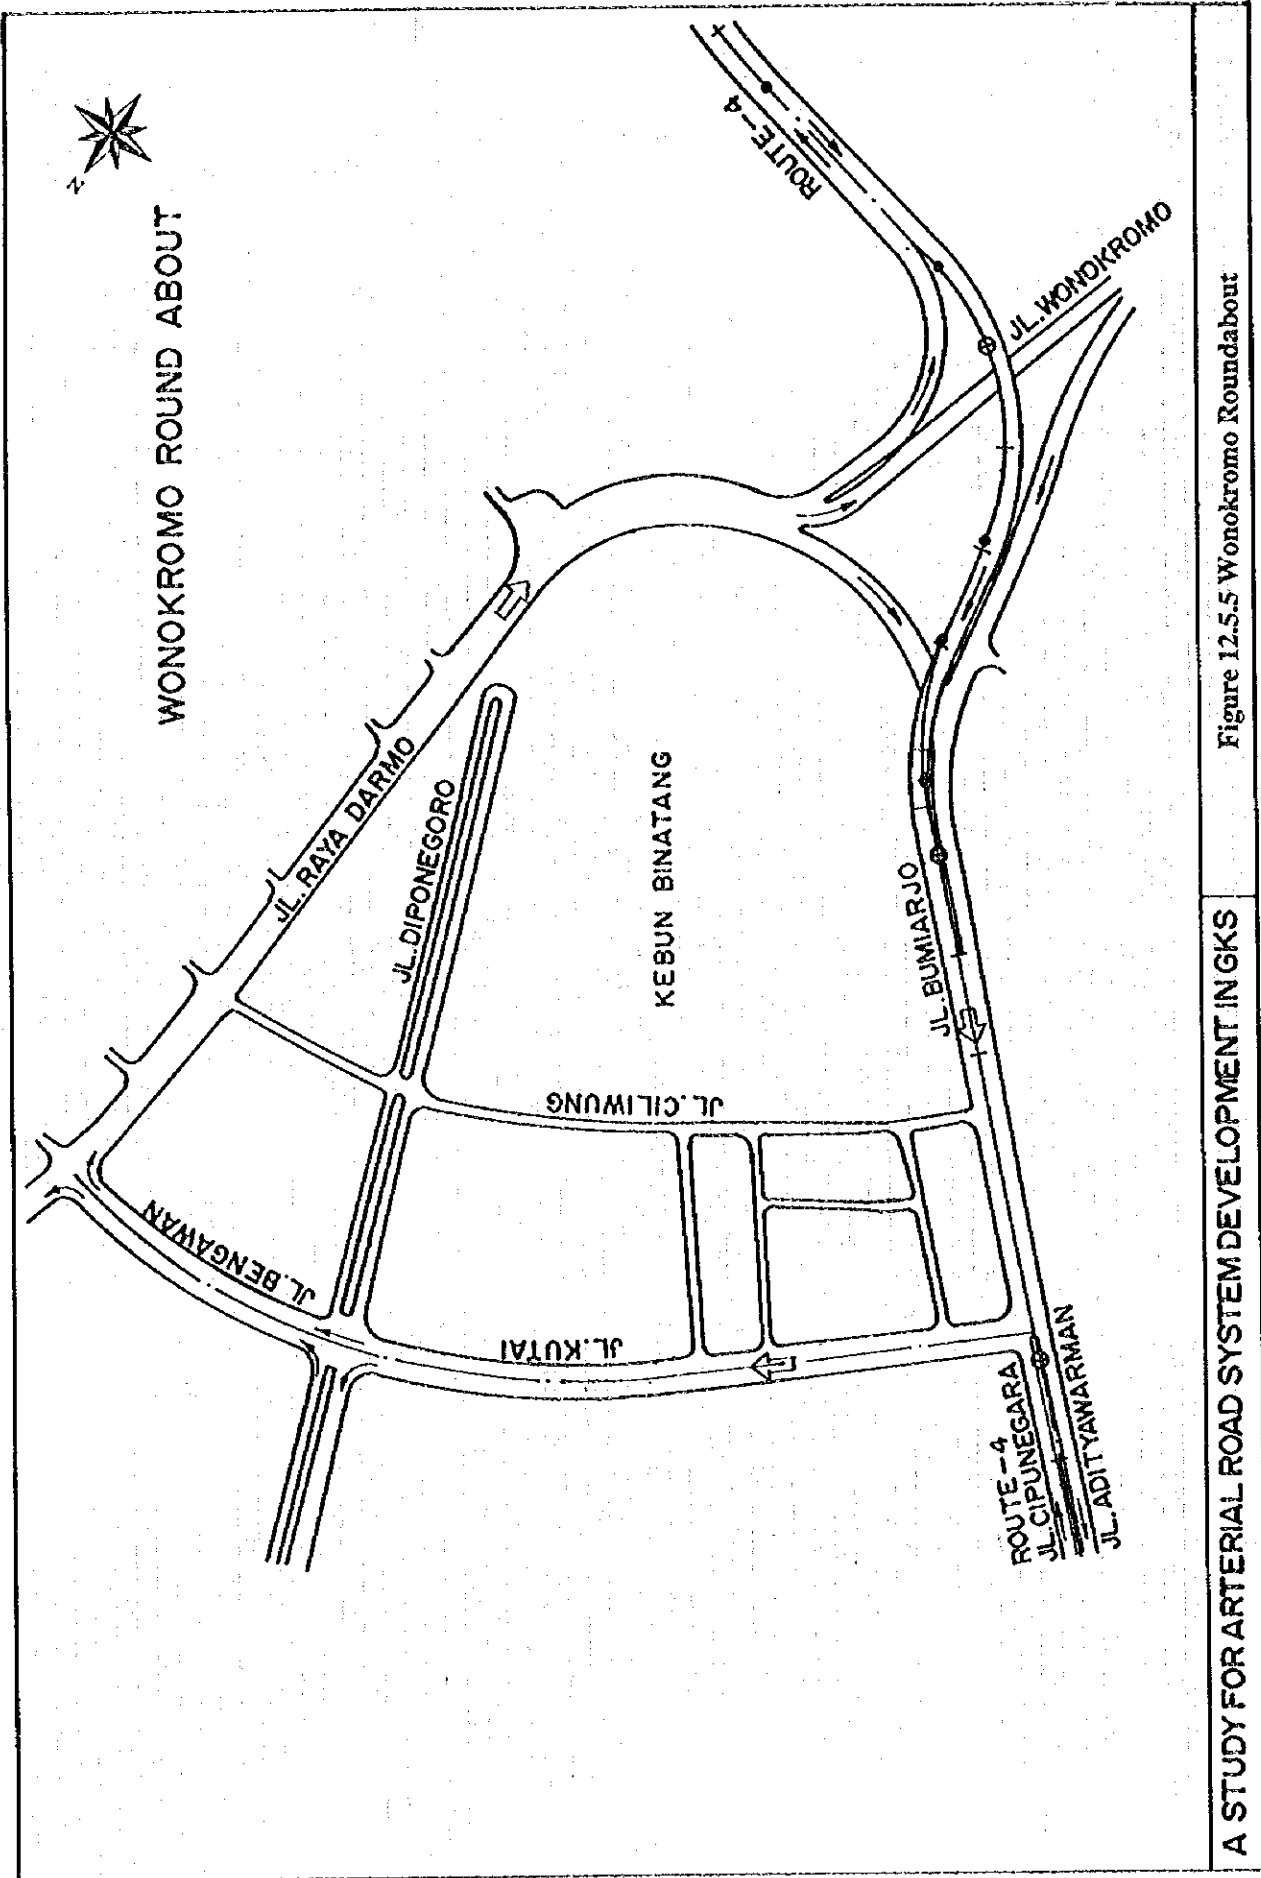 WONOKROMO ROUND ABOUT
N
ROUTE-4
JL.WONOKROMO
JL.RAYA DARMO
JL.DIPONEGORO
KEBUN BINATANG
JL.BUMIARJO
JL.CILIWUNG
JL.BENGAWAN
JL.KUTAI
ROUTE-4
JL.CIPUNEGARA
JL.ADITYAWARMAN
A STUDY FOR ARTERIAL ROAD SYSTEM DEVELOPMENT IN GKS
Figure 12.5.5 Wonokromo Roundabout